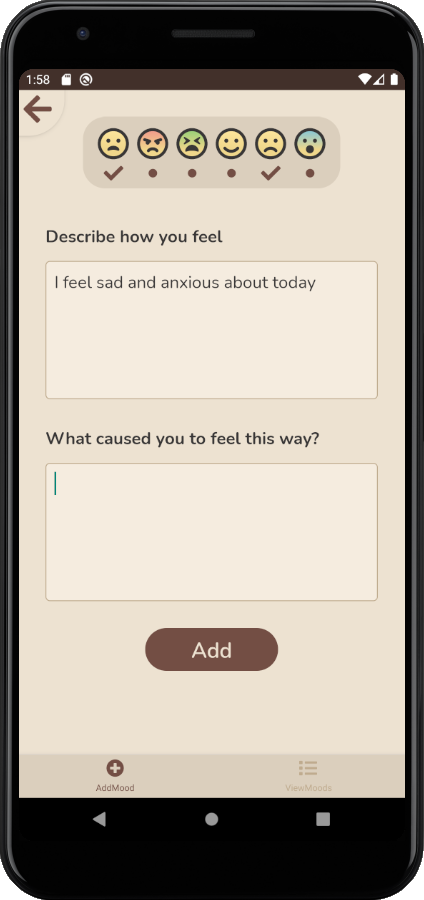 1:58
Describe how you feel
I feel sad and anxious about today
What caused you to feel this way?
Add
AddMood
ViewMoods